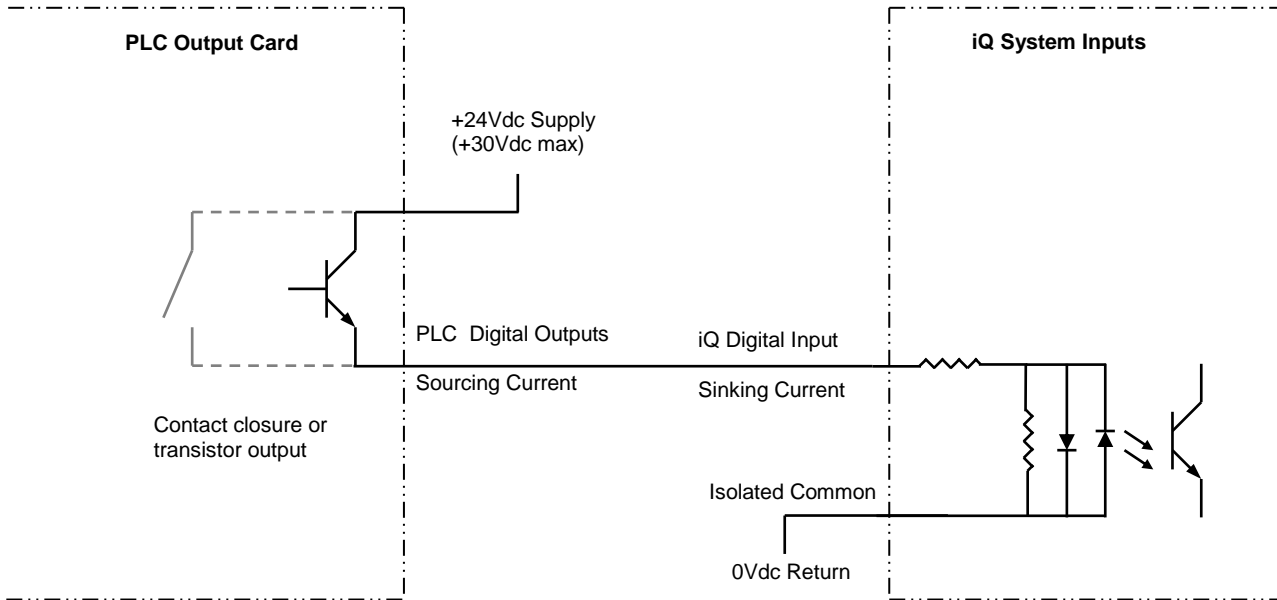 PLC Output Card
iQ System Inputs
+24Vdc Supply
(+30Vdc max)
PLC Digital Outputs
iQ Digital Input
Sourcing Current
Sinking Current
Contact closure or
transistor output
Isolated Common
0Vdc Return